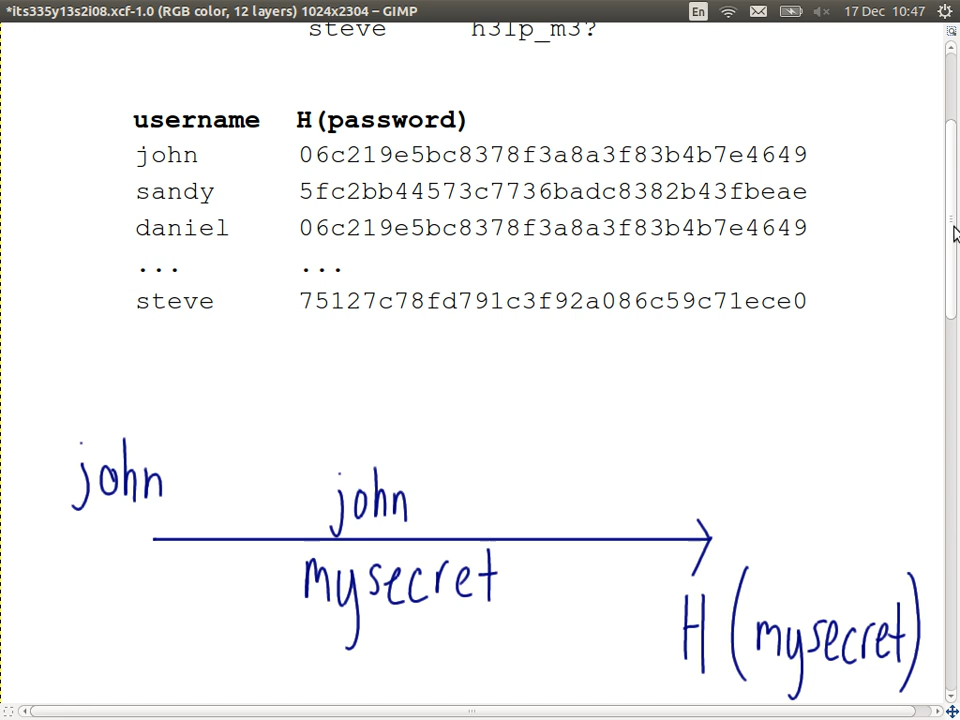 *its335y13s2i08.xcf-1.0 (RGB color, 12 layers) 1024x2304 – GIMP En 17 Dec 10:47
steve h3lp_m3?
username H(password)
john 06c219e5bc8378f3a8a3f83b4b7e4649
sandy 5fc2bb44573c7736badc8382b43fbeae
daniel 06c219e5bc8378f3a8a3f83b4b7e4649
... ...
steve 75127c78fd791c3f92a086c59c71ece0
john
john
mysecret
H (mysecret)